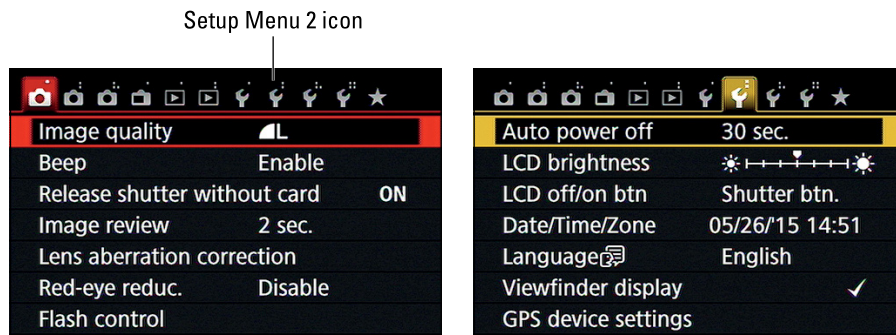 Setup Menu 2 icon
Image quality L
Beep Enable
Release shutter without card ON
Image review 2 sec.
Lens aberration correction
Red-eye reduc. Disable
Flash control
Auto power off 30 sec.
LCD brightness
LCD off/on btn Shutter btn.
Date/Time/Zone 05/26/'15 14:51
Language English
Viewfinder display
GPS device settings